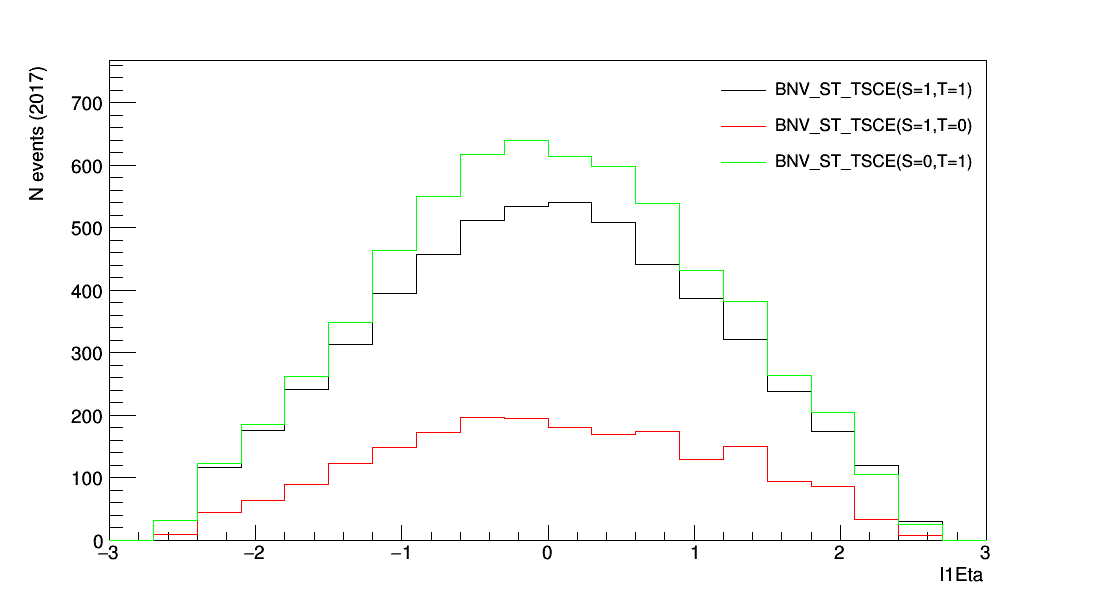 N events (2017)
700
600
500
400
300
200
100
0
BNV_ST_TSCE(S=1,T=1)
BNV_ST_TSCE(S=1,T=0)
BNV_ST_TSCE(S=0,T=1)
−3 −2 −1 0 1 2 3
l1Eta